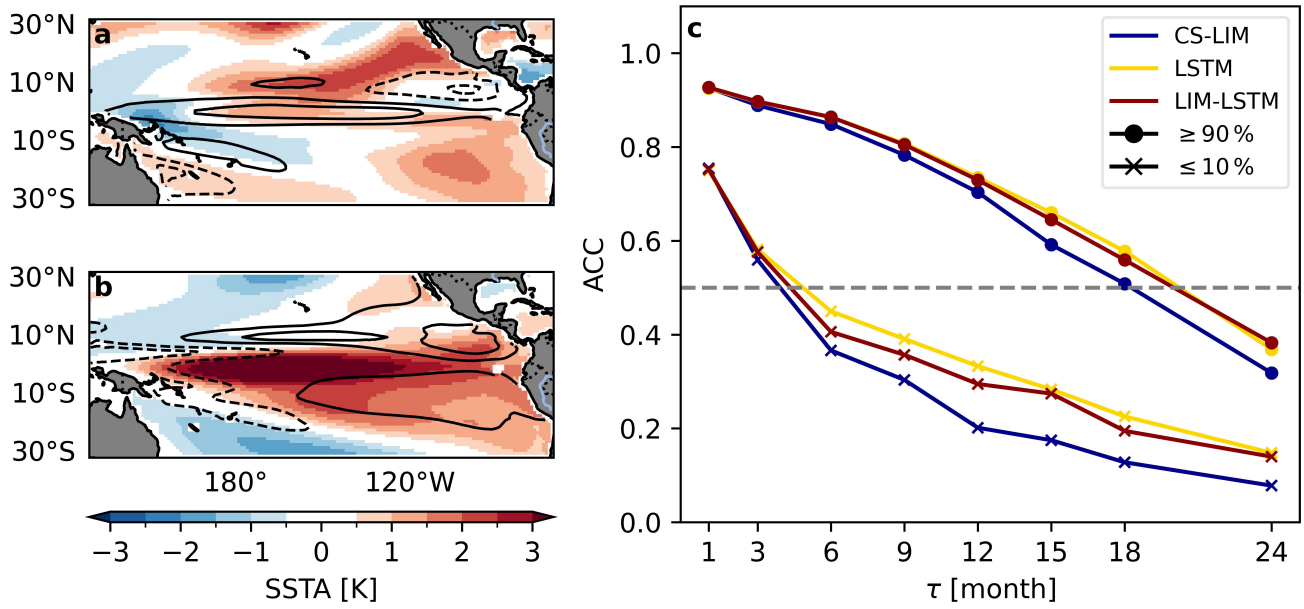 a
30°N
10°N
10°S
30°S
b
30°N
10°N
10°S
30°S
180° 120°W
−3 −2 −1 0 1 2 3
SSTA [K]
c
CS-LIM
LSTM
LIM-LSTM
≥ 90 %
≤ 10 %
1.0
0.8
0.6
0.4
0.2
0.0
ACC
1 3 6 9 12 15 18 24
τ [month]